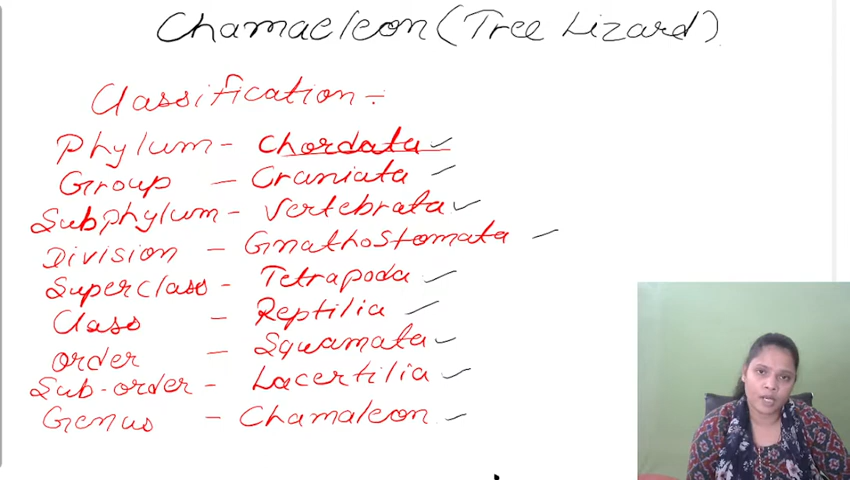 Chamaeleon (Tree Lizard)
Classification :-
Phylum - Chordata
Group - Craniata
Subphylum - Vertebrata
Division - Gnathostomata
Superclass - Tetrapoda
Class - Reptilia
Order - Squamata
Sub-order - Lacertilia
Genus - Chamaleon